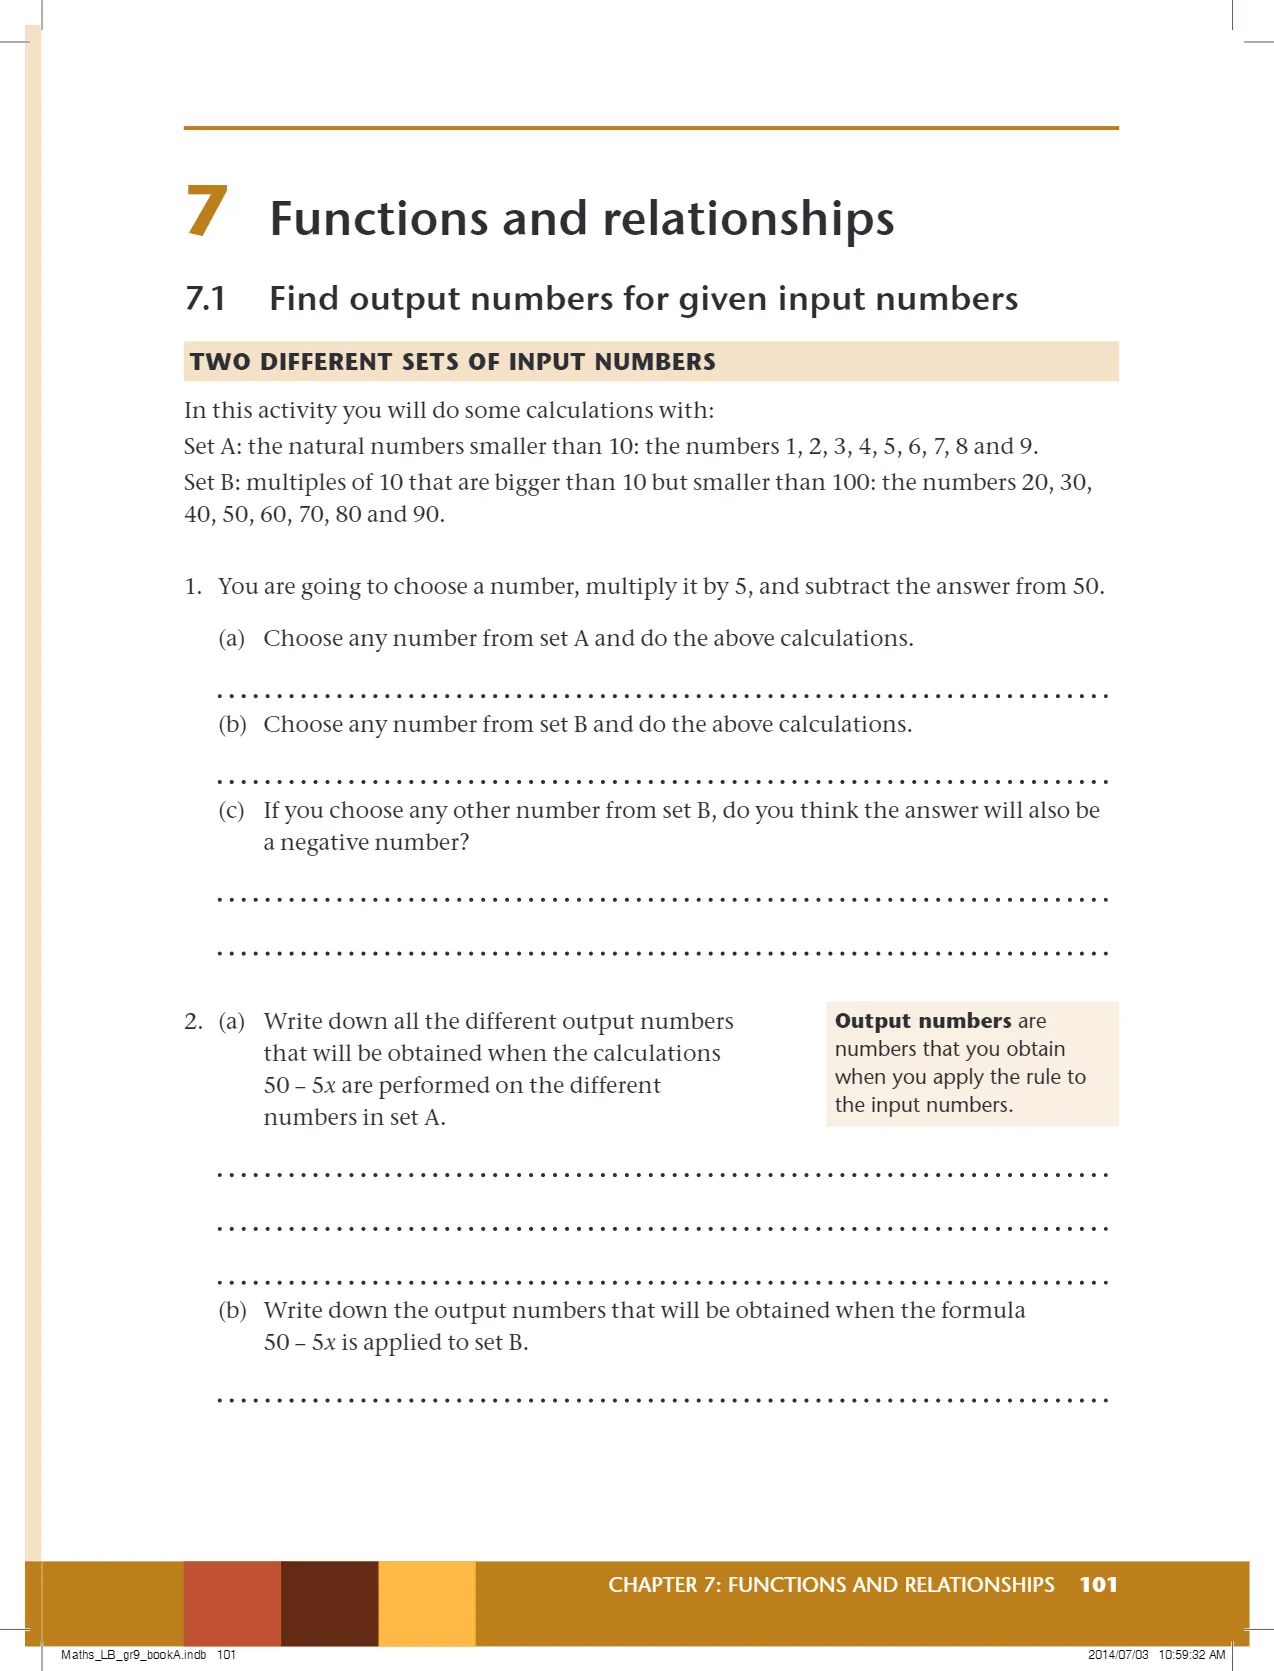 7 Functions and relationships
7.1 Find output numbers for given input numbers
TWO DIFFERENT SETS OF INPUT NUMBERS
In this activity you will do some calculations with:
Set A: the natural numbers smaller than 10: the numbers 1, 2, 3, 4, 5, 6, 7, 8 and 9.
Set B: multiples of 10 that are bigger than 10 but smaller than 100: the numbers 20, 30,
40, 50, 60, 70, 80 and 90.
1. You are going to choose a number, multiply it by 5, and subtract the answer from 50.
(a) Choose any number from set A and do the above calculations.
(b) Choose any number from set B and do the above calculations.
(c) If you choose any other number from set B, do you think the answer will also be
a negative number?
2. (a) Write down all the different output numbers
that will be obtained when the calculations
50 – 5x are performed on the different
numbers in set A.
Output numbers are
numbers that you obtain
when you apply the rule to
the input numbers.
(b) Write down the output numbers that will be obtained when the formula
50 – 5x is applied to set B.
CHAPTER 7: FUNCTIONS AND RELATIONSHIPS 101
Maths_LB_gr9_bookA.indb 101
2014/07/03 10:59:32 AM